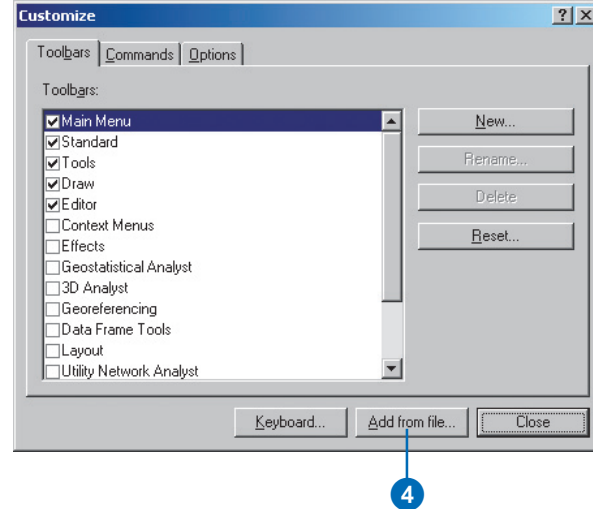 Customize
Toolbars Commands Options
Toolbars:
Main Menu
Standard
Tools
Draw
Editor
Context Menus
Effects
Geostatistical Analyst
3D Analyst
Georeferencing
Data Frame Tools
Layout
Utility Network Analyst
New...
Rename...
Delete
Reset...
Keyboard... Add from file... Close
4